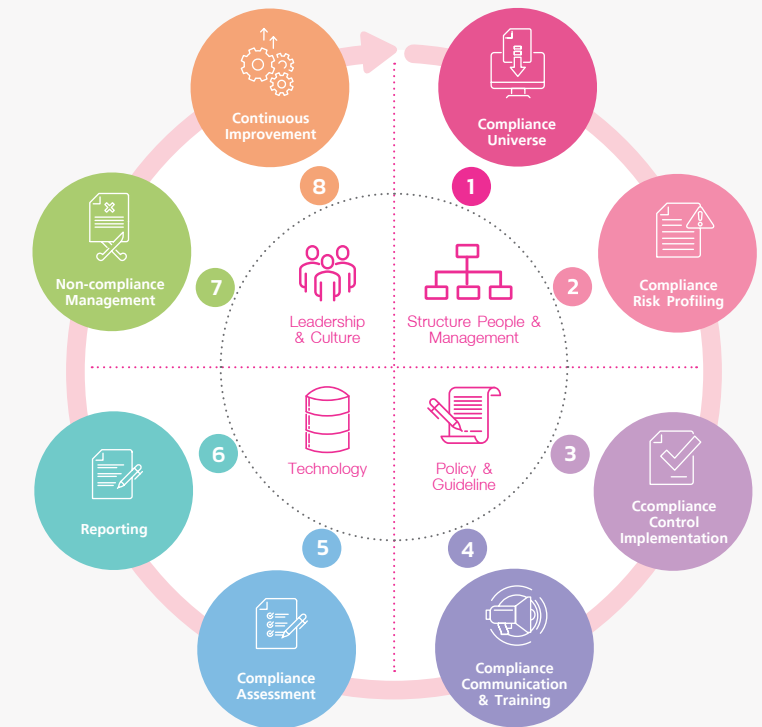 Compliance
Universe
1
Compliance
Risk Profiling
2
Ccompliance
Control
Implementation
3
Compliance
Communication
& Training
4
Compliance
Assessment
5
Reporting
6
Non-compliance
Management
7
Continuous
Improvement
8
Leadership
& Culture
Structure People &
Management
Technology
Policy &
Guideline